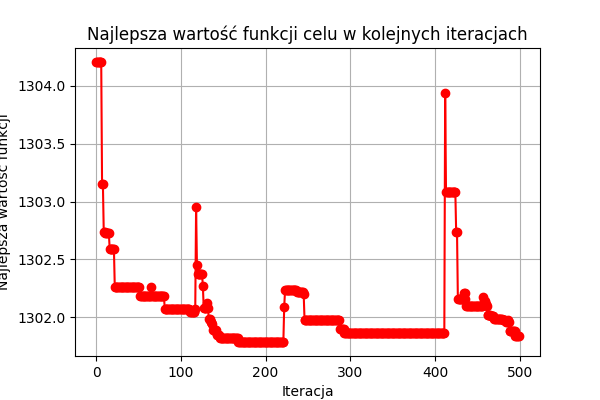 Najlepsza wartość funkcji celu w kolejnych iteracjach
Najlepsza wartość funkcji
1304.0
1303.5
1303.0
1302.5
1302.0
0 100 200 300 400 500
Iteracja